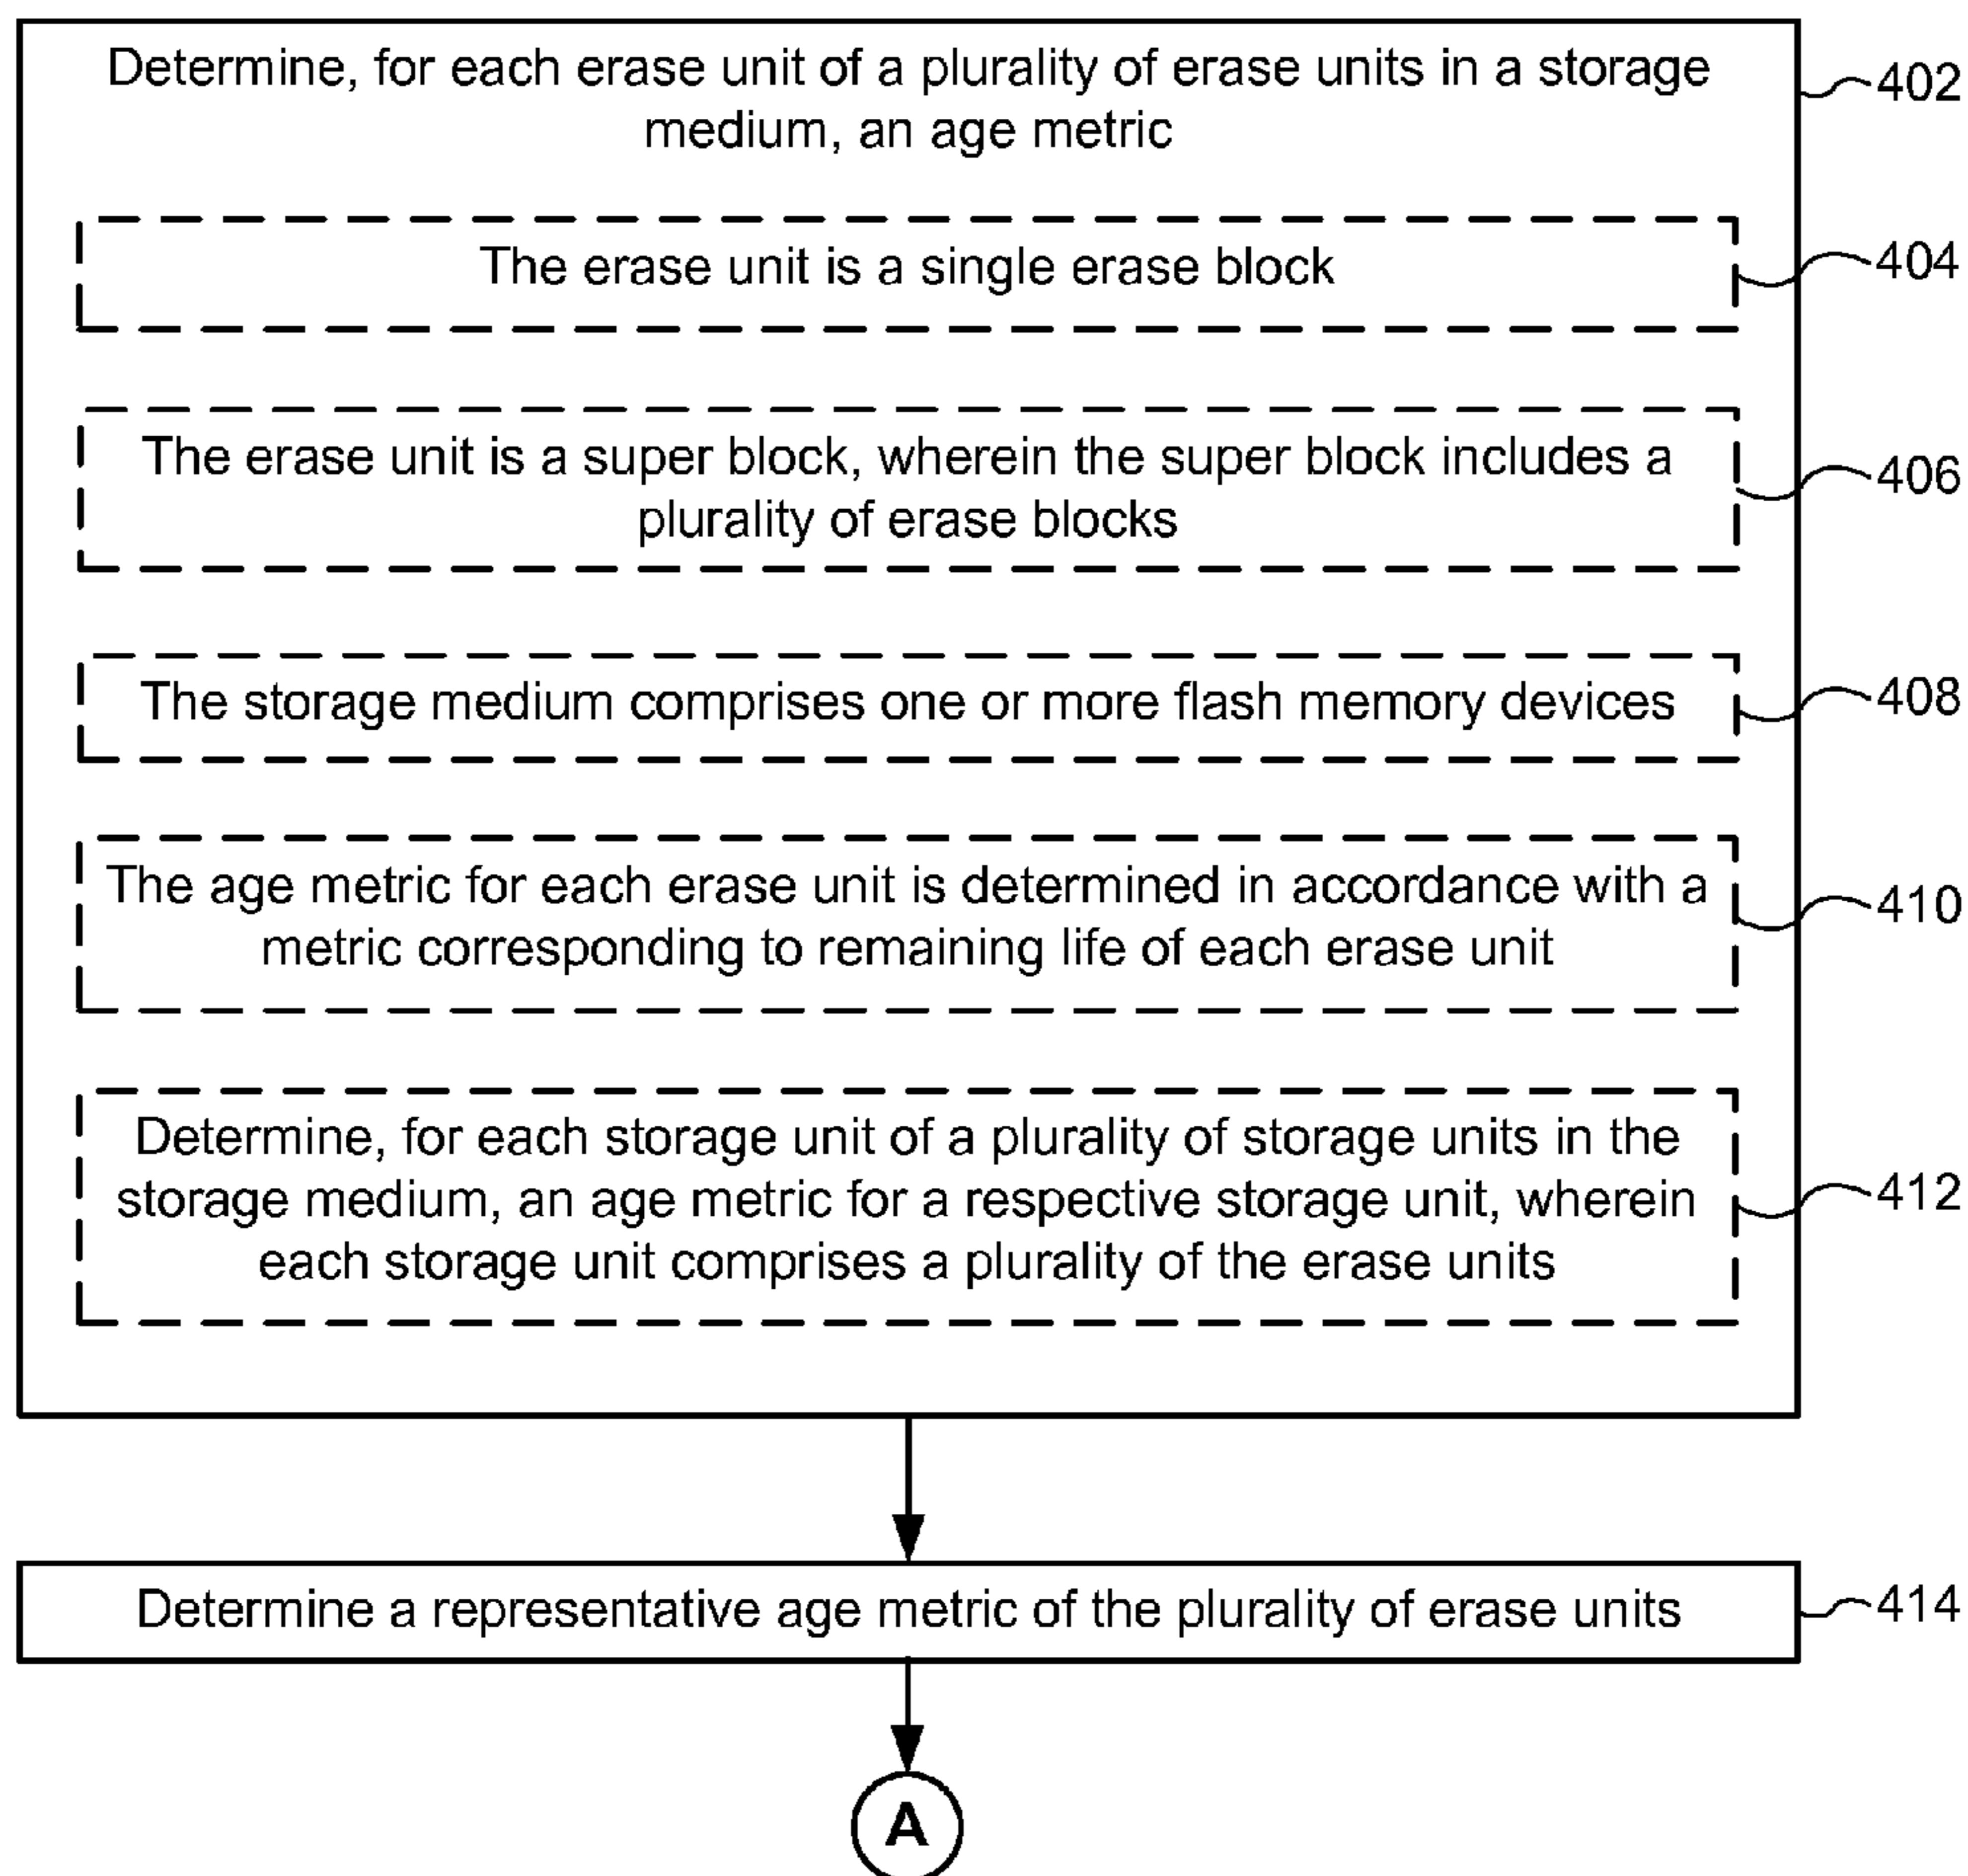 Determine, for each erase unit of a plurality of erase units in a storage
medium, an age metric
402
The erase unit is a single erase block
404
The erase unit is a super block, wherein the super block includes a
plurality of erase blocks
406
The storage medium comprises one or more flash memory devices
408
The age metric for each erase unit is determined in accordance with a
metric corresponding to remaining life of each erase unit
410
Determine, for each storage unit of a plurality of storage units in the
storage medium, an age metric for a respective storage unit, wherein
each storage unit comprises a plurality of the erase units
412
Determine a representative age metric of the plurality of erase units
414
A